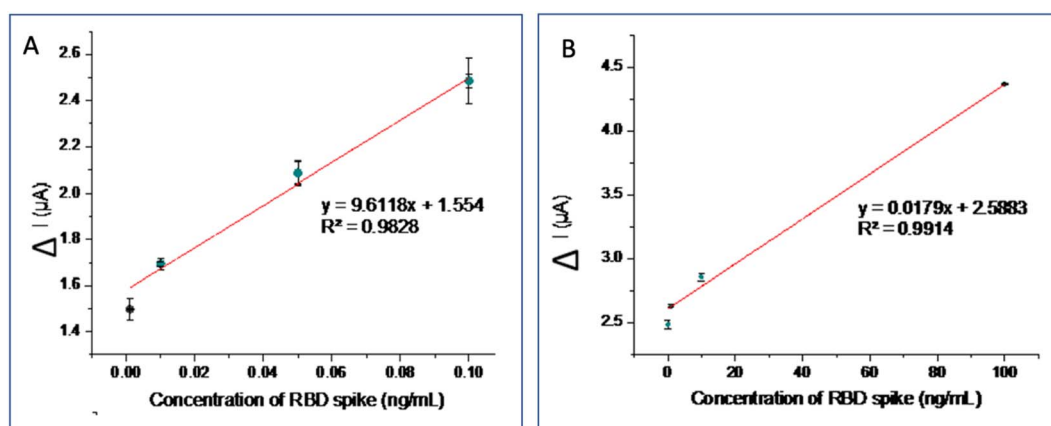 A
2.6
2.4
2.2
2.0
1.8
1.6
1.4
Δ I (µA)
y = 9.6118x + 1.554
R² = 0.9828
0.00 0.02 0.04 0.06 0.08 0.10
Concentration of RBD spike (ng/mL)
B
4.5
4.0
3.5
3.0
2.5
Δ I (µA)
y = 0.0179x + 2.5883
R² = 0.9914
0 20 40 60 80 100
Concentration of RBD spike (ng/mL)